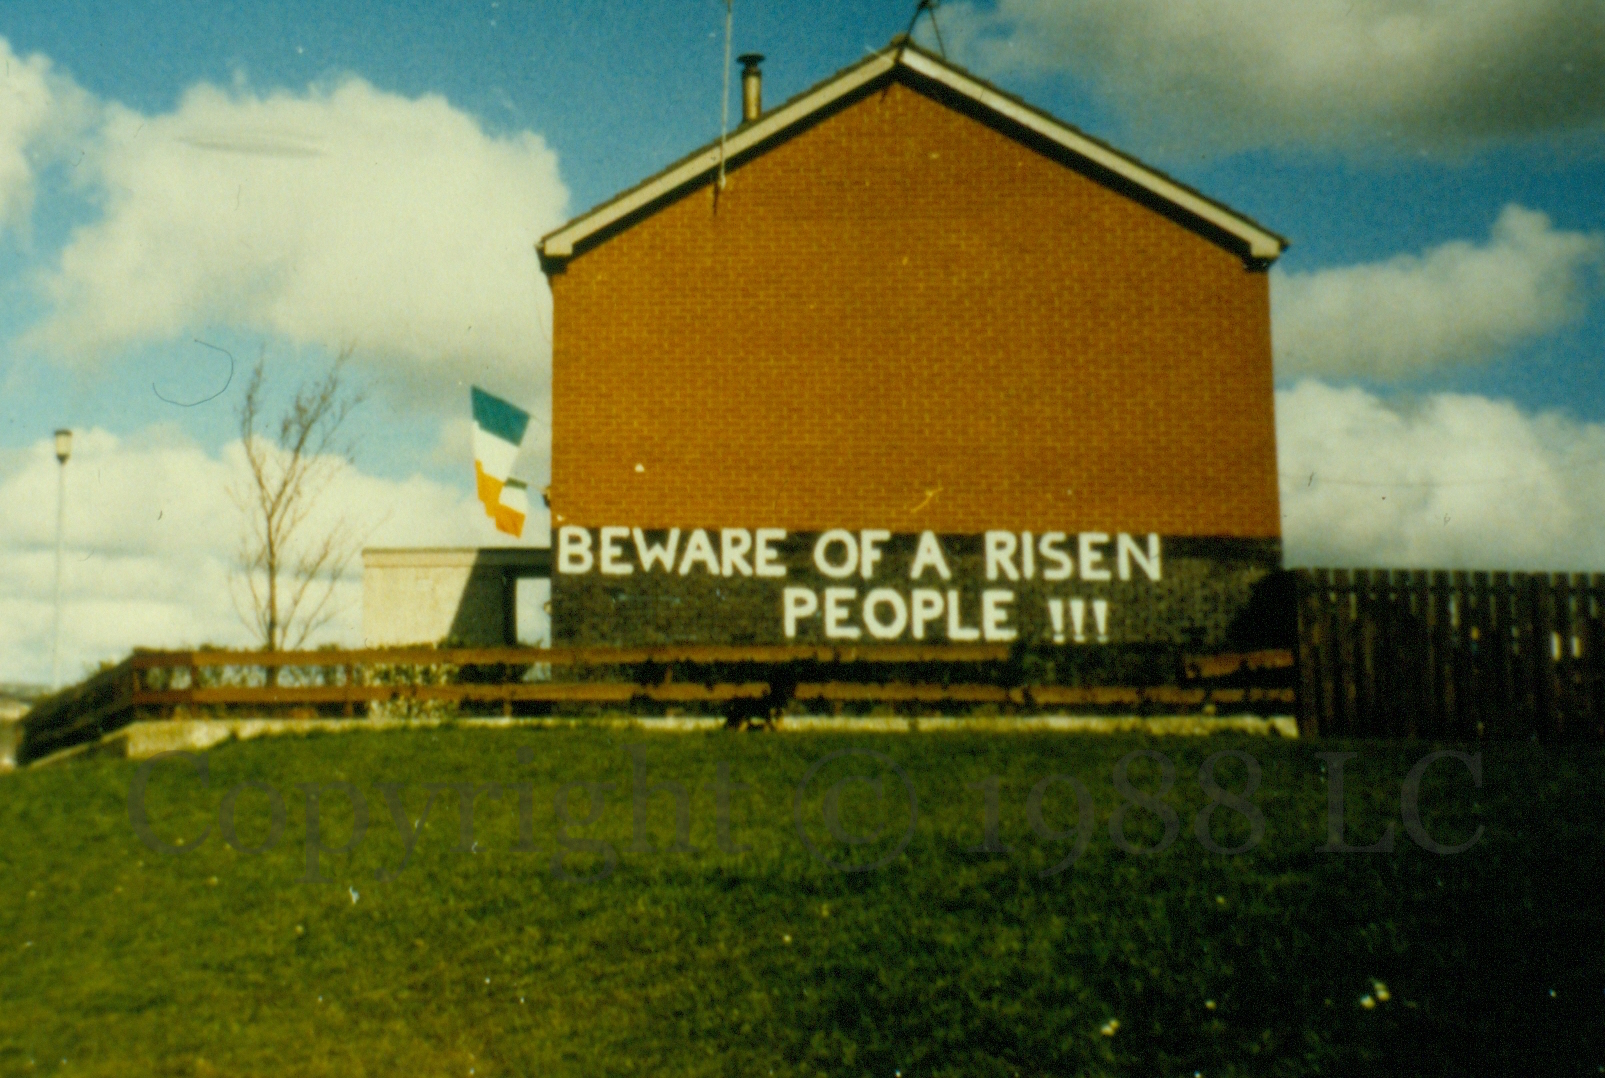 BEWARE OF A RISEN
PEOPLE !!!
Copyright © 1988 LC